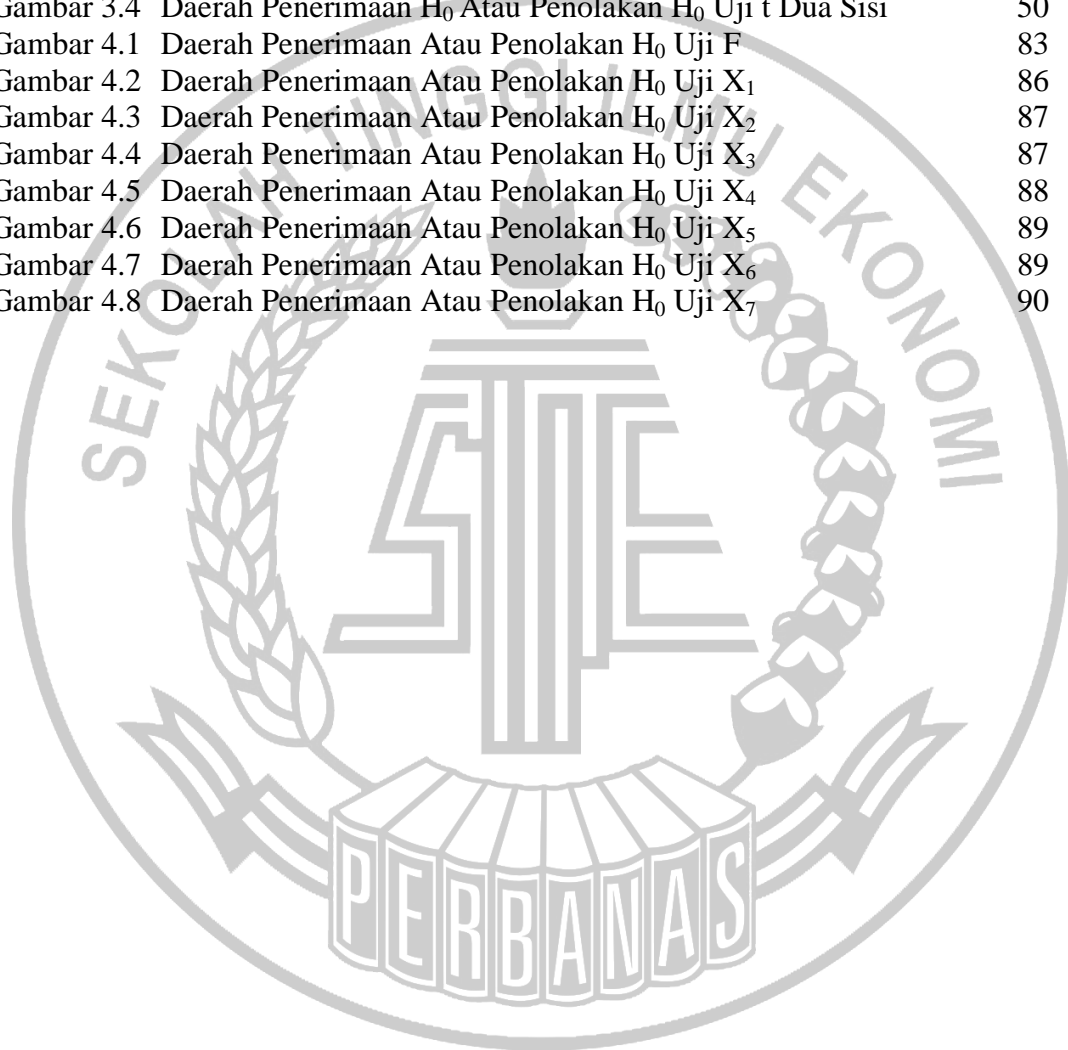 Gambar 3.4 Daerah Penerimaan H₀ Atau Penolakan H₀ Uji t Dua Sisi 50
Gambar 4.1 Daerah Penerimaan Atau Penolakan H₀ Uji F 83
Gambar 4.2 Daerah Penerimaan Atau Penolakan H₀ Uji X₁ 86
Gambar 4.3 Daerah Penerimaan Atau Penolakan H₀ Uji X₂ 87
Gambar 4.4 Daerah Penerimaan Atau Penolakan H₀ Uji X₃ 87
Gambar 4.5 Daerah Penerimaan Atau Penolakan H₀ Uji X₄ 88
Gambar 4.6 Daerah Penerimaan Atau Penolakan H₀ Uji X₅ 89
Gambar 4.7 Daerah Penerimaan Atau Penolakan H₀ Uji X₆ 89
Gambar 4.8 Daerah Penerimaan Atau Penolakan H₀ Uji X₇ 90
SEKOLAH TINGGI ILMU EKONOMI
STIE
PERBANAS